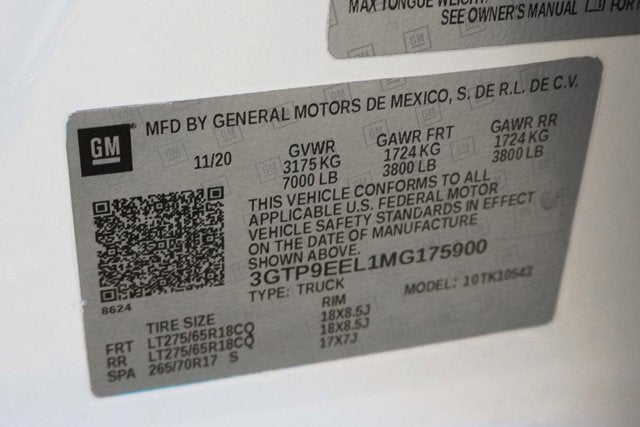 MAX TONGUE WEIGHT:
SEE OWNER'S MANUAL FOR
GM
MFD BY GENERAL MOTORS DE MEXICO, S. DE R.L. DE C.V.
11/20 GVWR GAWR FRT GAWR RR
3175 KG 1724 KG 1724 KG
7000 LB 3800 LB 3800 LB
THIS VEHICLE CONFORMS TO ALL
APPLICABLE U.S. FEDERAL MOTOR
VEHICLE SAFETY STANDARDS IN EFFECT
ON THE DATE OF MANUFACTURE
SHOWN ABOVE.
3GTP9EEL1MG175900
TYPE: TRUCK MODEL: 10TK10543
8624
TIRE SIZE RIM
FRT LT275/65R18CQ 18X8.5J
RR LT275/65R18CQ 18X8.5J
SPA 265/70R17 S 17X7J